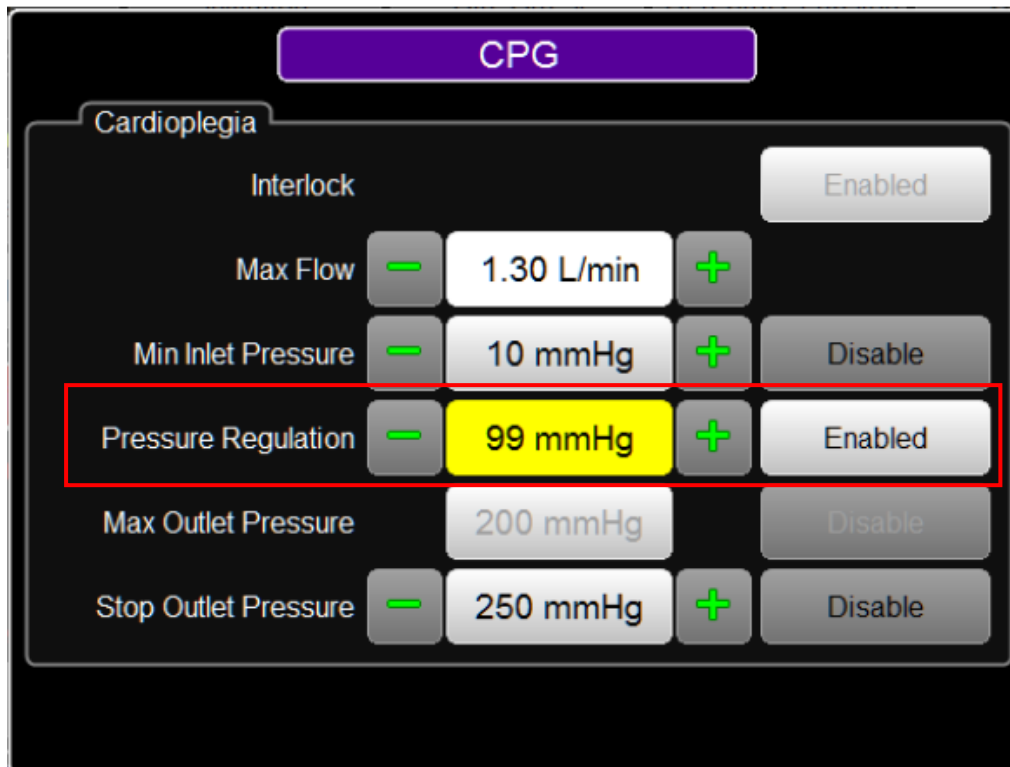 CPG
Cardioplegia
Interlock Enabled
Max Flow − 1.30 L/min +
Min Inlet Pressure − 10 mmHg + Disable
Pressure Regulation − 99 mmHg + Enabled
Max Outlet Pressure 200 mmHg Disable
Stop Outlet Pressure − 250 mmHg + Disable